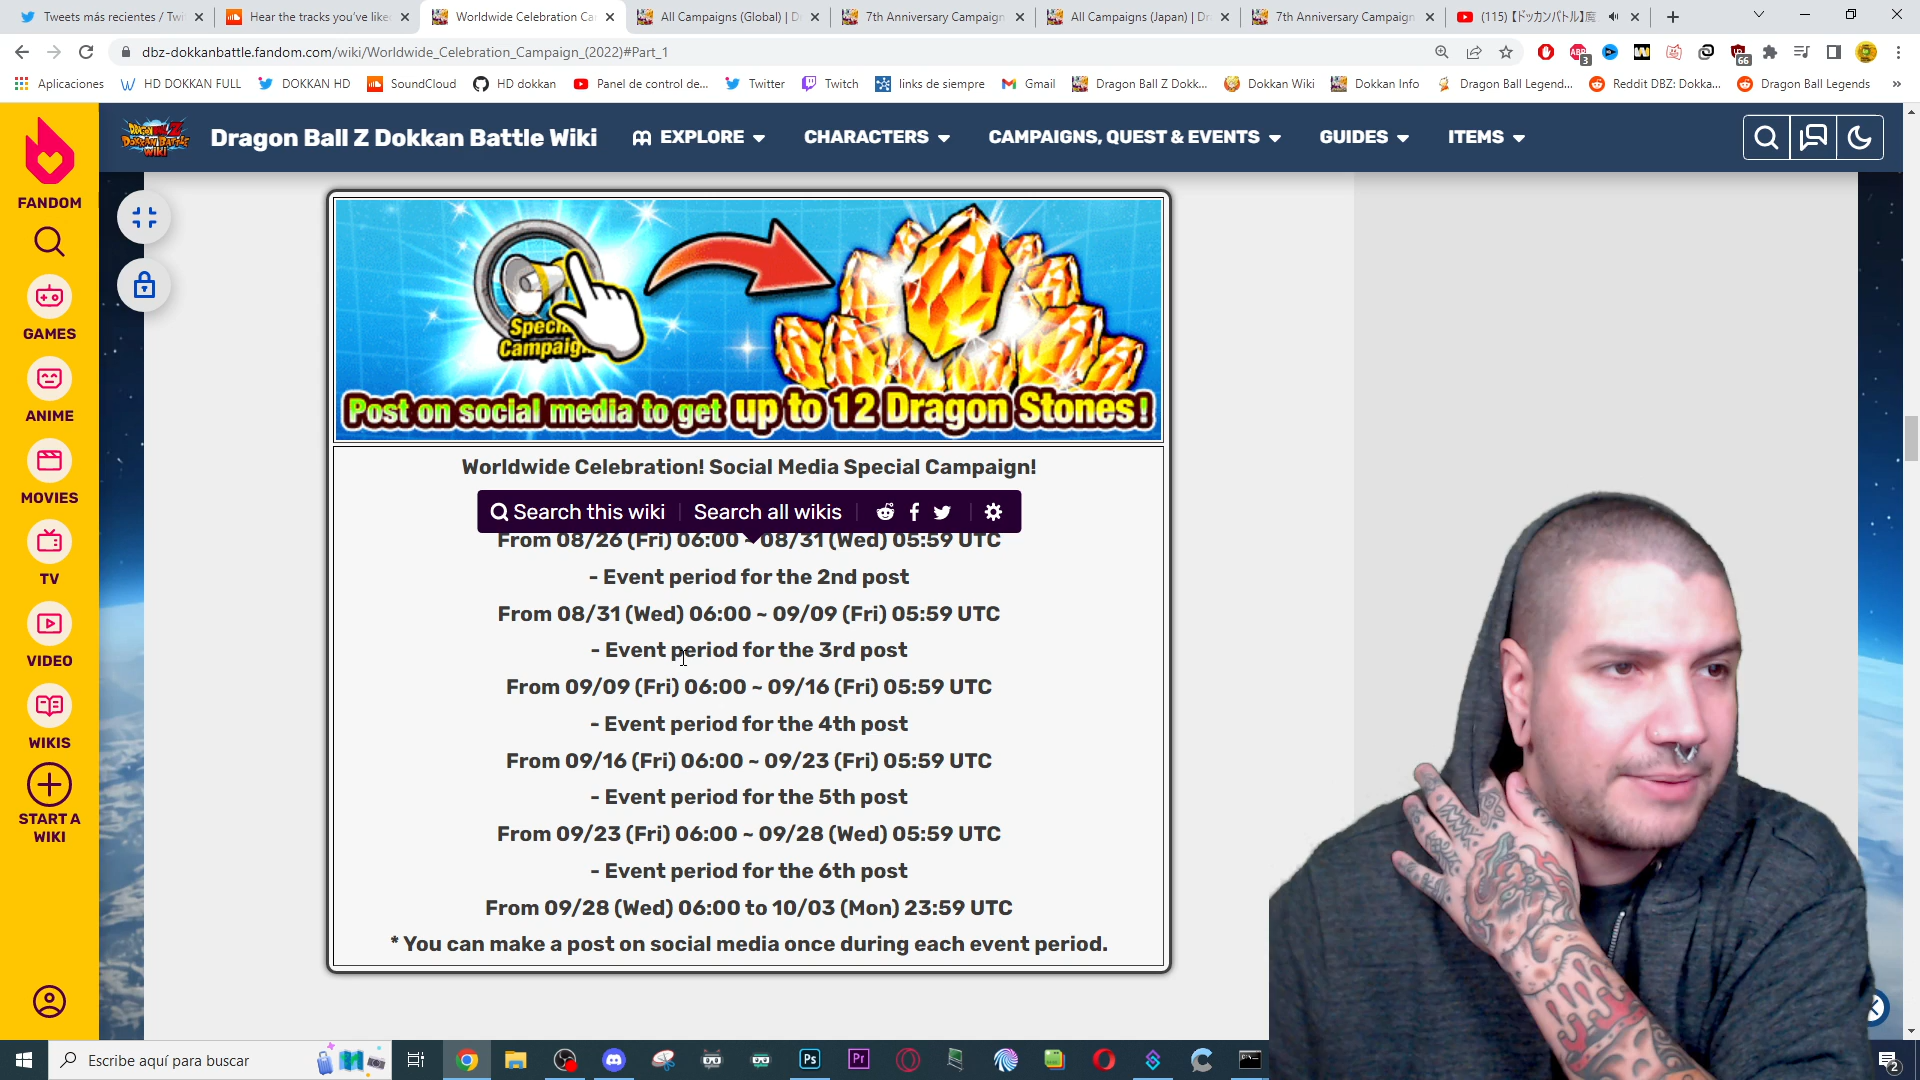 Tweets más recientes / Twi
Hear the tracks you've like
Worldwide Celebration Ca
All Campaigns (Global) | D
7th Anniversary Campaign
All Campaigns (Japan) | Dr
7th Anniversary Campaign
(115)【ドッカンバトル】
dbz-dokkanbattle.fandom.com/wiki/Worldwide_Celebration_Campaign_(2022)#Part_1
3
66
Aplicaciones
HD DOKKAN FULL
DOKKAN HD
SoundCloud
HD dokkan
Panel de control de...
Twitter
Twitch
links de siempre
Gmail
Dragon Ball Z Dokk...
Dokkan Wiki
Dokkan Info
Dragon Ball Legend...
Reddit DBZ: Dokka...
Dragon Ball Legends
Dragon Ball Z Dokkan Battle Wiki
EXPLORE
CHARACTERS
CAMPAIGNS, QUEST & EVENTS
GUIDES
ITEMS
FANDOM
GAMES
ANIME
MOVIES
TV
VIDEO
WIKIS
START A
WIKI
Special
Campaign
Post on social media to get up to 12 Dragon Stones!
Worldwide Celebration! Social Media Special Campaign!
Search this wiki
Search all wikis
From 08/26 (Fri) 06:00 ~ 08/31 (Wed) 05:59 UTC
- Event period for the 2nd post
From 08/31 (Wed) 06:00 ~ 09/09 (Fri) 05:59 UTC
- Event period for the 3rd post
From 09/09 (Fri) 06:00 ~ 09/16 (Fri) 05:59 UTC
- Event period for the 4th post
From 09/16 (Fri) 06:00 ~ 09/23 (Fri) 05:59 UTC
- Event period for the 5th post
From 09/23 (Fri) 06:00 ~ 09/28 (Wed) 05:59 UTC
- Event period for the 6th post
From 09/28 (Wed) 06:00 to 10/03 (Mon) 23:59 UTC
* You can make a post on social media once during each event period.
Escribe aquí para buscar
Ps
Pr
2